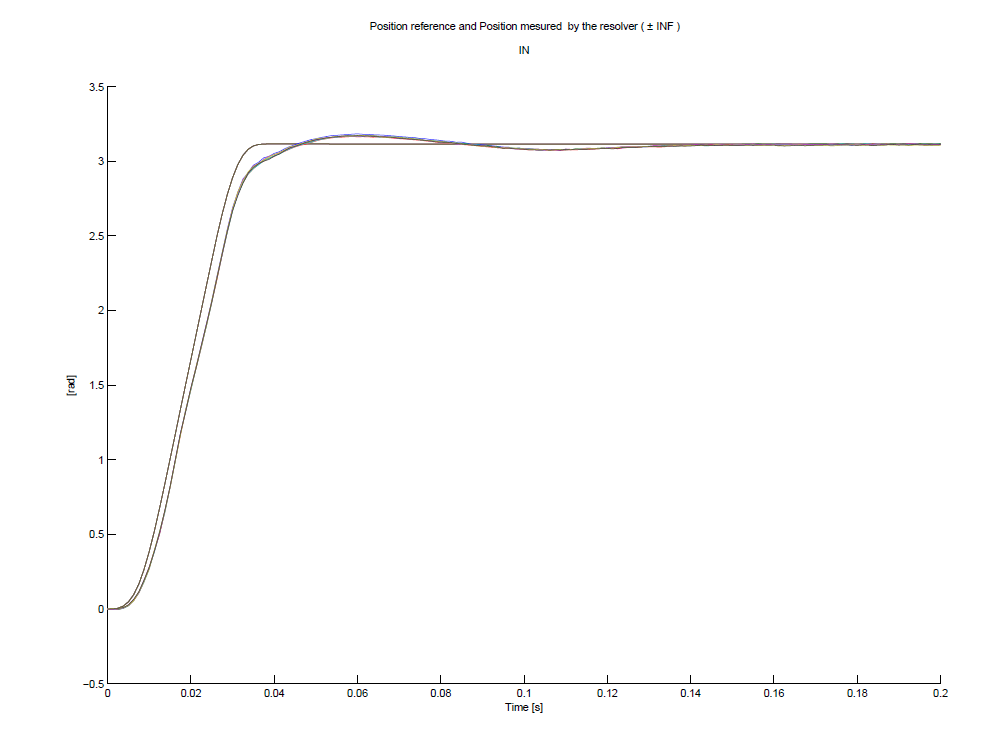 Position reference and Position mesured  by the resolver ( ± INF )
IN
3.5
3
2.5
2
1.5
1
0.5
0
−0.5
[rad]
0 0.02 0.04 0.06 0.08 0.1 0.12 0.14 0.16 0.18 0.2
Time [s]